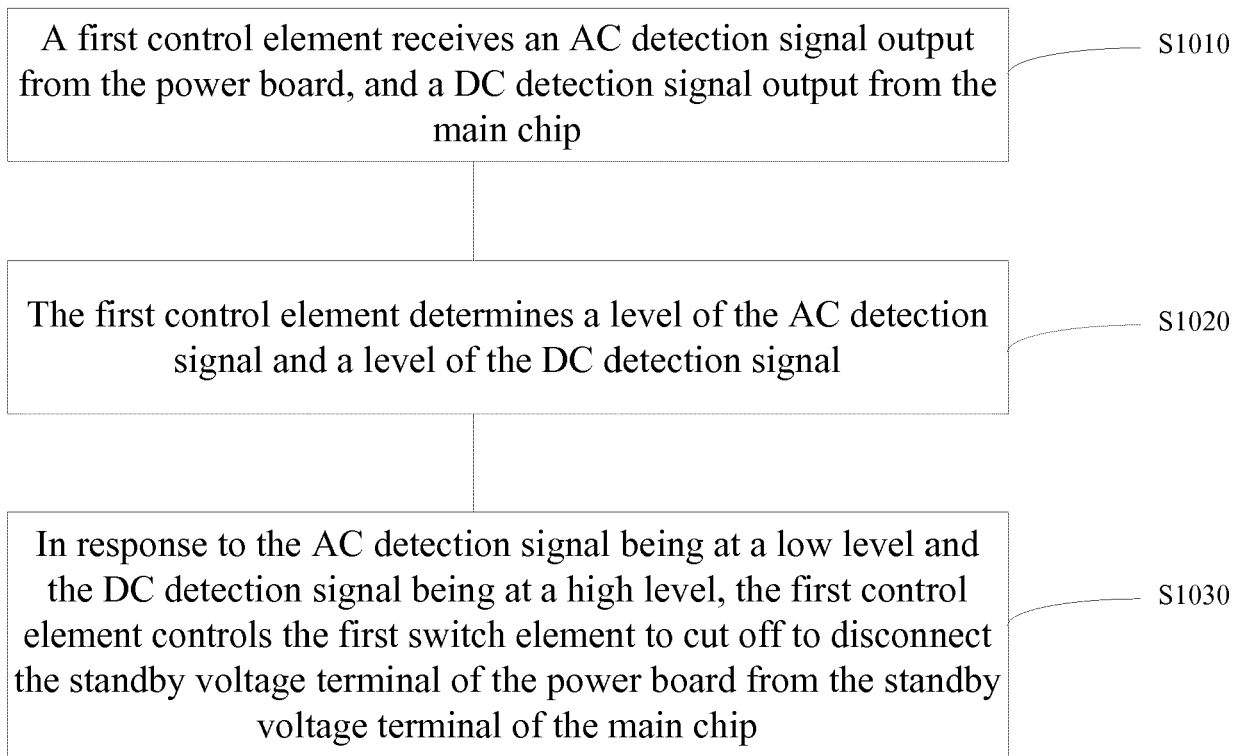 A first control element receives an AC detection signal output
from the power board, and a DC detection signal output from the
main chip
S1010
The first control element determines a level of the AC detection
signal and a level of the DC detection signal
S1020
In response to the AC detection signal being at a low level and
the DC detection signal being at a high level, the first control
element controls the first switch element to cut off to disconnect
the standby voltage terminal of the power board from the standby
voltage terminal of the main chip
S1030